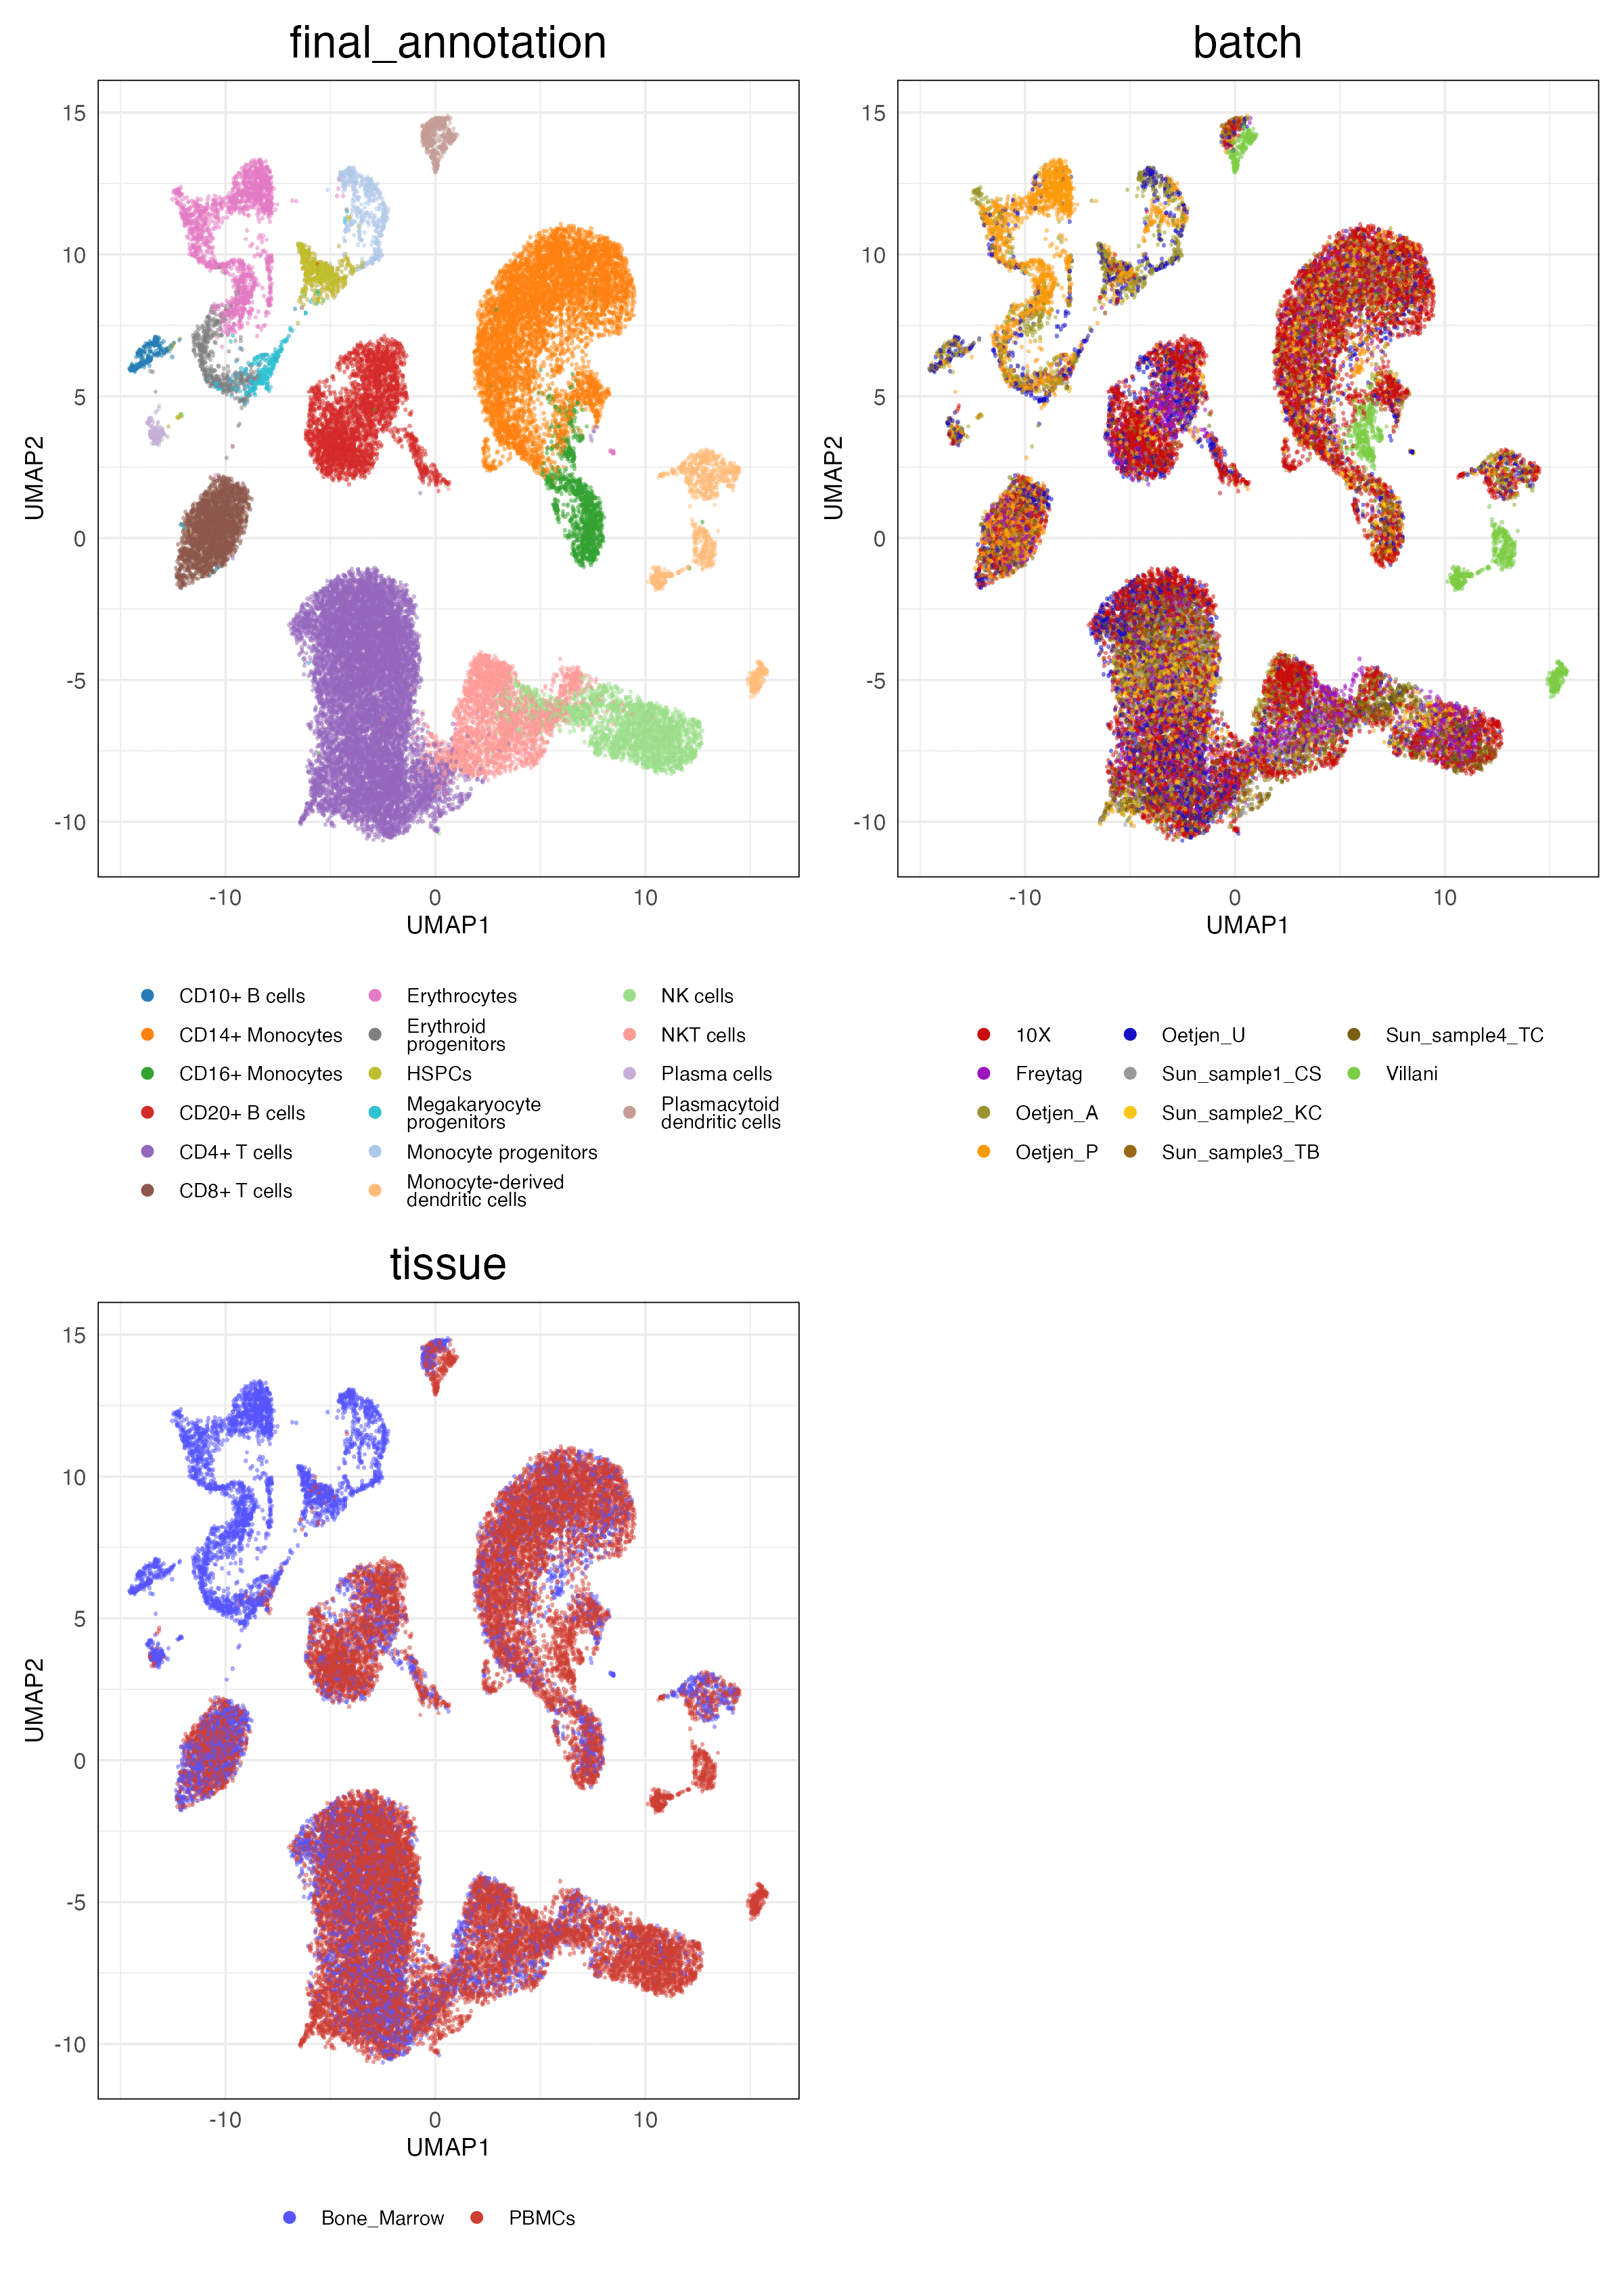 final_annotation
batch
15
10
5
0
-5
-10
UMAP2
-10
0
10
UMAP1
15
10
5
0
-5
-10
UMAP2
-10
0
10
UMAP1
CD10+ B cells
CD14+ Monocytes
CD16+ Monocytes
CD20+ B cells
CD4+ T cells
CD8+ T cells
Erythrocytes
Erythroid
progenitors
HSPCs
Megakaryocyte
progenitors
Monocyte progenitors
Monocyte-derived
dendritic cells
NK cells
NKT cells
Plasma cells
Plasmacytoid
dendritic cells
10X
Freytag
Oetjen_A
Oetjen_P
Oetjen_U
Sun_sample1_CS
Sun_sample2_KC
Sun_sample3_TB
Sun_sample4_TC
Villani
tissue
15
10
5
0
-5
-10
UMAP2
-10
0
10
UMAP1
Bone_Marrow
PBMCs